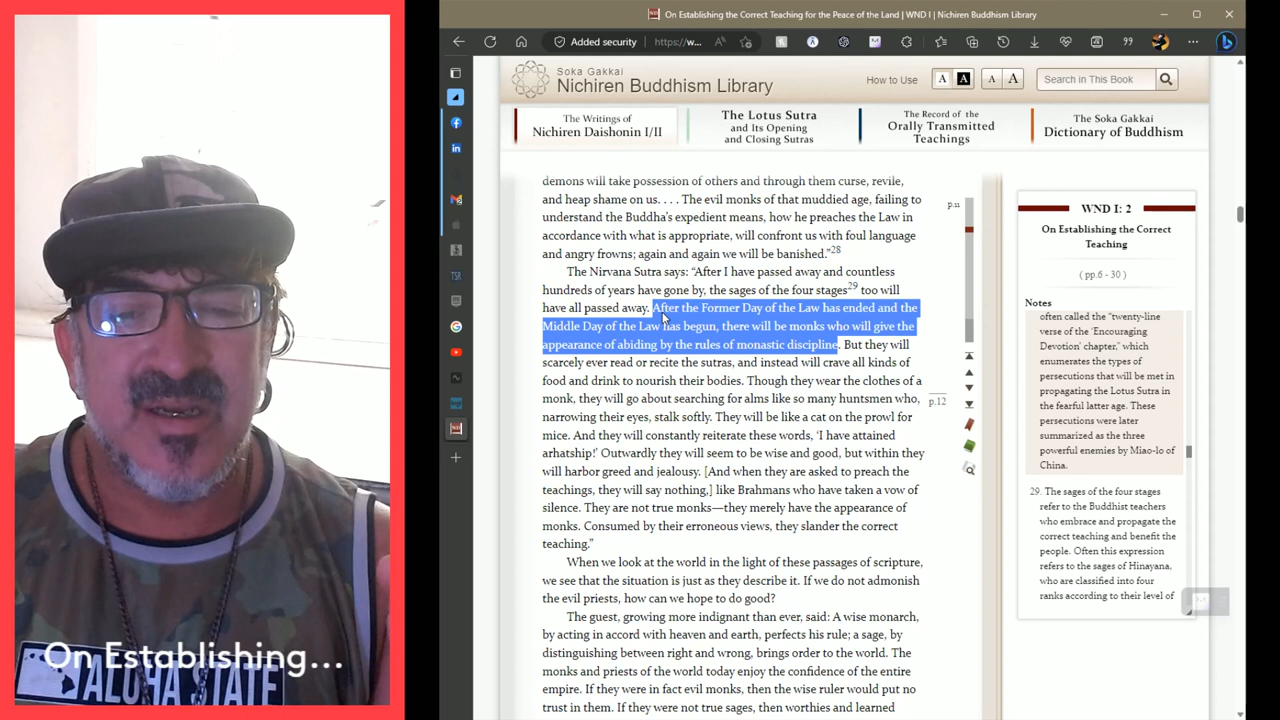 On Establishing...
ALOHA STATE
On Establishing the Correct Teaching for the Peace of the Land | WND I | Nichiren Buddhism Library
Added security
https://w...
Soka Gakkai
Nichiren Buddhism Library
How to Use
A A
A A
Search in This Book
The Writings of
Nichiren Daishonin I/II
The Lotus Sutra
and Its Opening
and Closing Sutras
The Record of the
Orally Transmitted
Teachings
The Soka Gakkai
Dictionary of Buddhism
demons will take possession of others and through them curse, revile,
and heap shame on us. . . . The evil monks of that muddied age, failing to
understand the Buddha's expedient means, how he preaches the Law in
accordance with what is appropriate, will confront us with foul language
and angry frowns; again and again we will be banished."28
The Nirvana Sutra says: "After I have passed away and countless
hundreds of years have gone by, the sages of the four stages29 too will
have all passed away. After the Former Day of the Law has ended and the
Middle Day of the Law has begun, there will be monks who will give the
appearance of abiding by the rules of monastic discipline. But they will
scarcely ever read or recite the sutras, and instead will crave all kinds of
food and drink to nourish their bodies. Though they wear the clothes of a
monk, they will go about searching for alms like so many huntsmen who,
narrowing their eyes, stalk softly. They will be like a cat on the prowl for
mice. And they will constantly reiterate these words, 'I have attained
arhatship!' Outwardly they will seem to be wise and good, but within they
will harbor greed and jealousy. [And when they are asked to preach the
teachings, they will say nothing,] like Brahmans who have taken a vow of
silence. They are not true monks—they merely have the appearance of
monks. Consumed by their erroneous views, they slander the correct
teaching."
When we look at the world in the light of these passages of scripture,
we see that the situation is just as they describe it. If we do not admonish
the evil priests, how can we hope to do good?
The guest, growing more indignant than ever, said: A wise monarch,
by acting in accord with heaven and earth, perfects his rule; a sage, by
distinguishing between right and wrong, brings order to the world. The
monks and priests of the world today enjoy the confidence of the entire
empire. If they were in fact evil monks, then the wise ruler would put no
trust in them. If they were not true sages, then worthies and learned
p.11
p.12
WND I: 2
On Establishing the Correct
Teaching
( pp.6 - 30 )
Notes
often called the "twenty-line
verse of the 'Encouraging
Devotion' chapter," which
enumerates the types of
persecutions that will be met in
propagating the Lotus Sutra in
the fearful latter age. These
persecutions were later
summarized as the three
powerful enemies by Miao-lo of
China.
29. The sages of the four stages
refer to the Buddhist teachers
who embrace and propagate the
correct teaching and benefit the
people. Often this expression
refers to the sages of Hinayana,
who are classified into four
ranks according to their level of